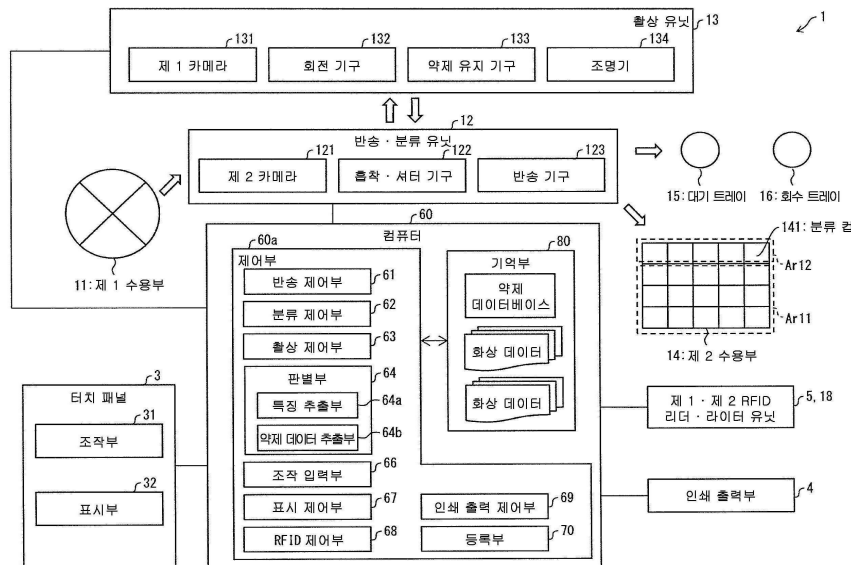 활상 유닛
13
1
131
132
133
134
제 1 카메라
회전 기구
약제 유지 기구
조명기
12
반송 · 분류 유닛
121
122
123
제 2 카메라
흡착 · 셔터 기구
반송 기구
15: 대기 트레이
16: 회수 트레이
11: 제 1 수용부
60
컴퓨터
60a
제어부
반송 제어부
61
분류 제어부
62
촬상 제어부
63
판별부
64
특징 추출부
64a
약제 데이터 추출부
64b
조작 입력부
66
표시 제어부
67
RFID 제어부
68
인쇄 출력 제어부
69
등록부
70
80
기억부
약제
데이터베이스
화상 데이터
화상 데이터
141: 분류 컵
Ar12
Ar11
14: 제 2 수용부
3
터치 패널
31
조작부
32
표시부
제 1 · 제 2 RFID
리더 · 라이터 유닛
5, 18
인쇄 출력부
4